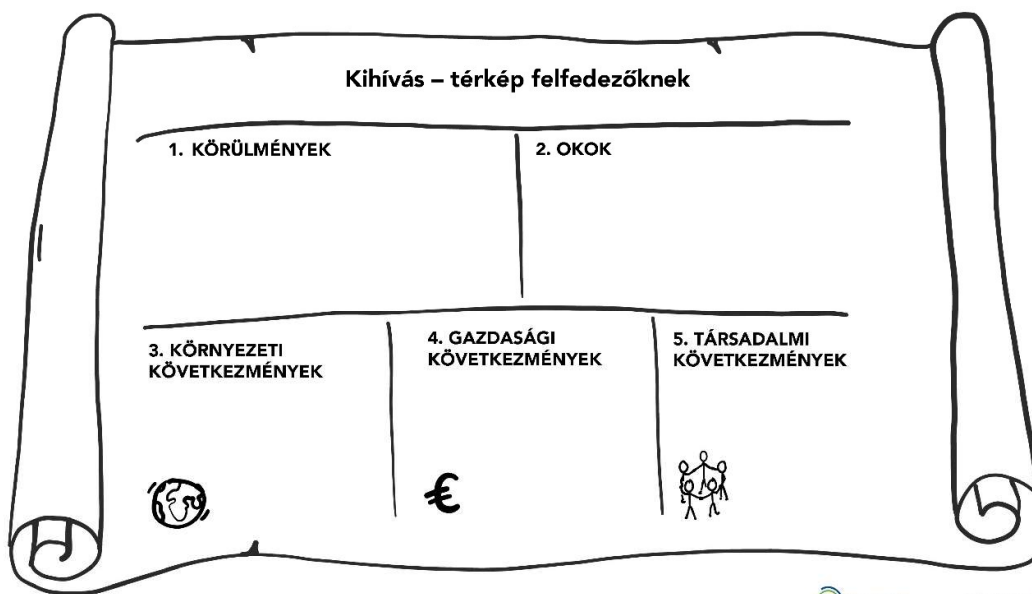 Kihívás – térkép felfedezőknek
1. KÖRÜLMÉNYEK
2. OKOK
3. KÖRNYEZETI
KÖVETKEZMÉNYEK
4. GAZDASÁGI
KÖVETKEZMÉNYEK
5. TÁRSADALMI
KÖVETKEZMÉNYEK
€